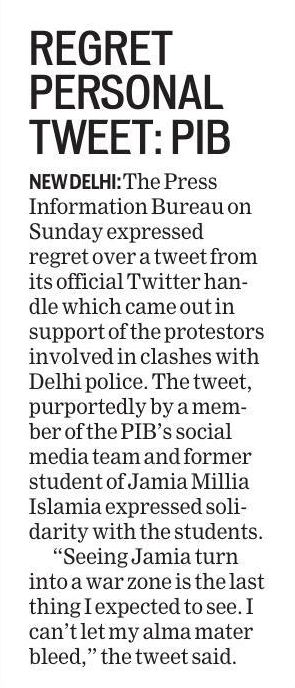 REGRET
PERSONAL
TWEET: PIB
NEW DELHI: The Press
Information Bureau on
Sunday expressed
regret over a tweet from
its official Twitter han-
dle which came out in
support of the protestors
involved in clashes with
Delhi police. The tweet,
purportedly by a mem-
ber of the PIB’s social
media team and former
student of Jamia Millia
Islamia expressed soli-
darity with the students.
“Seeing Jamia turn
into a war zone is the last
thing I expected to see. I
can’t let my alma mater
bleed,” the tweet said.